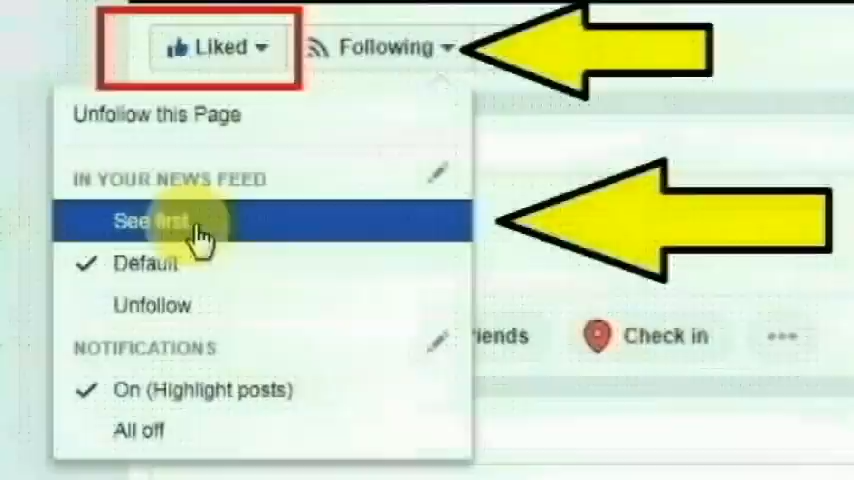 Liked Following
Unfollow this Page
IN YOUR NEWS FEED
See first
Default
Unfollow
NOTIFICATIONS
On (Highlight posts)
All off
riends Check in